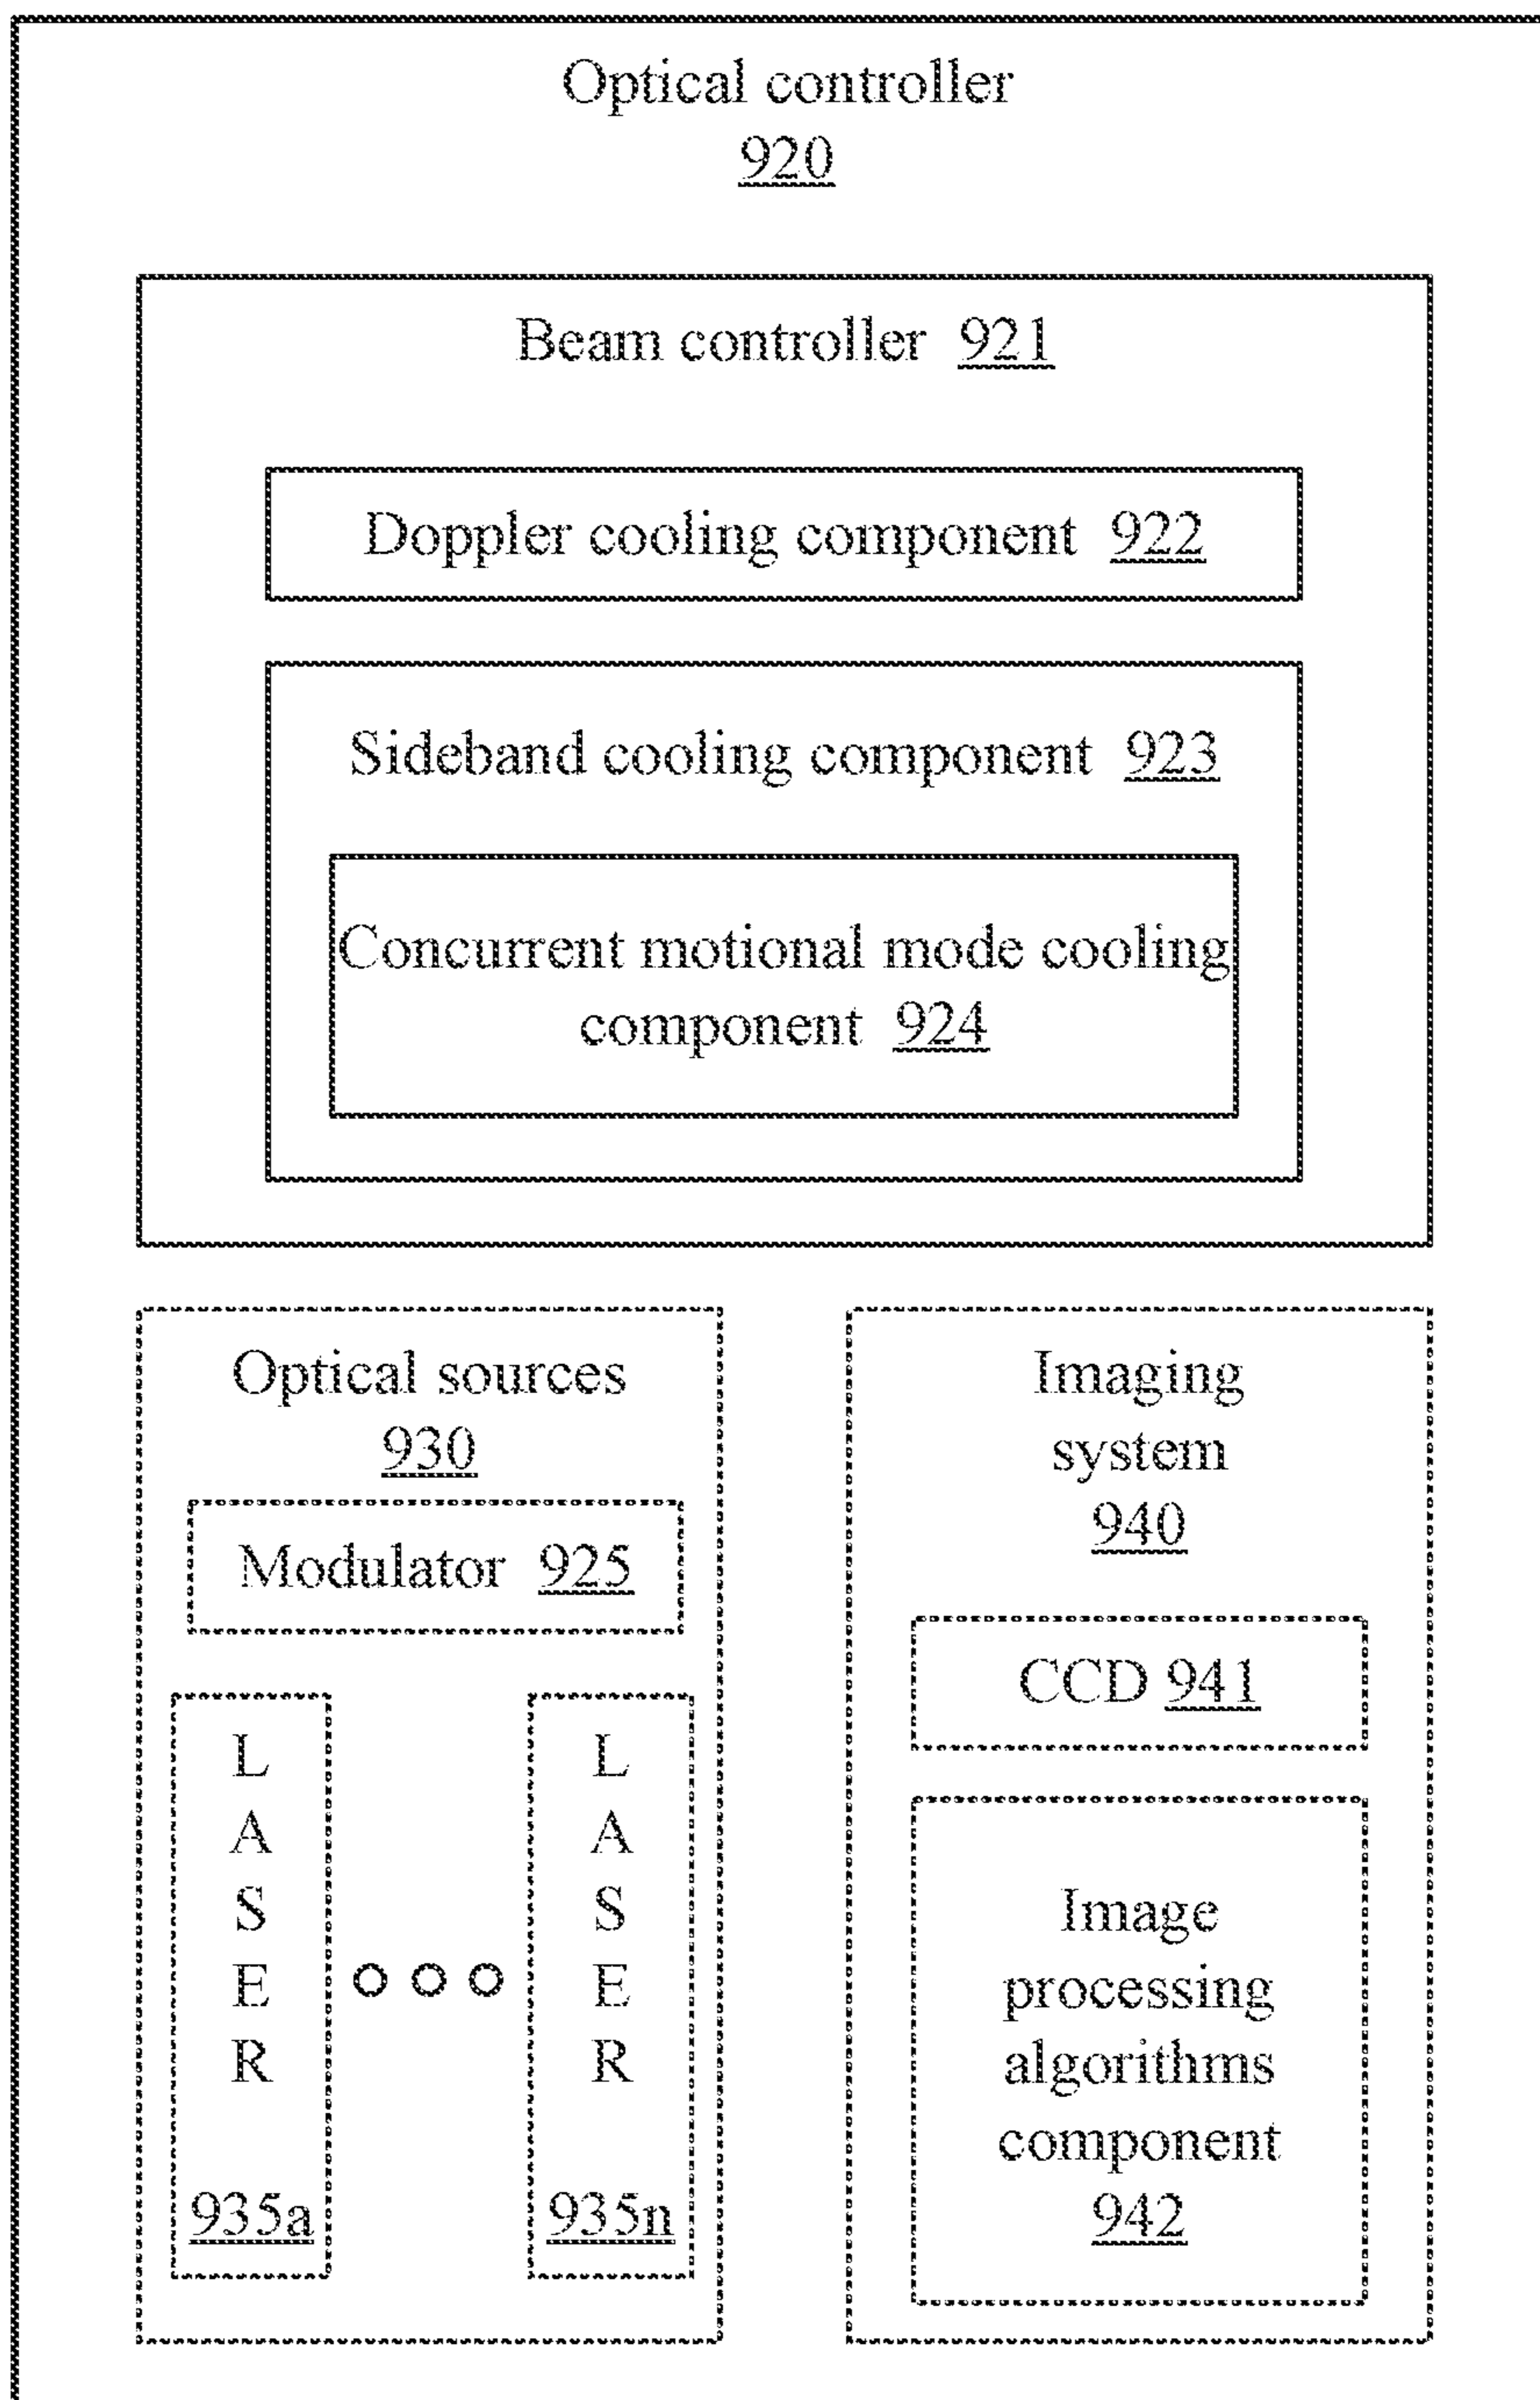 Optical controller
920
Beam controller 921
Doppler cooling component 922
Sideband cooling component 923
Concurrent motional mode cooling
component 924
Optical sources
930
Modulator 925
L
A
S
E
R
935a
L
A
S
E
R
935n
Imaging
system
940
CCD 941
Image
processing
algorithms
component
942